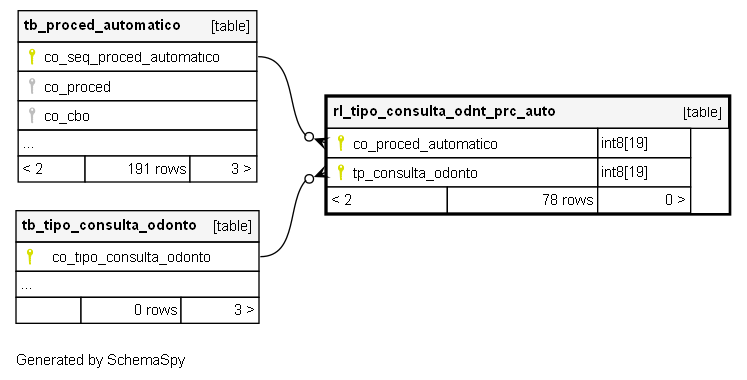 tb_proced_automatico [table]
co_seq_proced_automatico
co_proced
co_cbo
...
< 2 191 rows 3 >
rl_tipo_consulta_odnt_prc_auto [table]
co_proced_automatico int8[19]
tp_consulta_odonto int8[19]
< 2 78 rows 0 >
tb_tipo_consulta_odonto [table]
co_tipo_consulta_odonto
...
0 rows 3 >
Generated by SchemaSpy